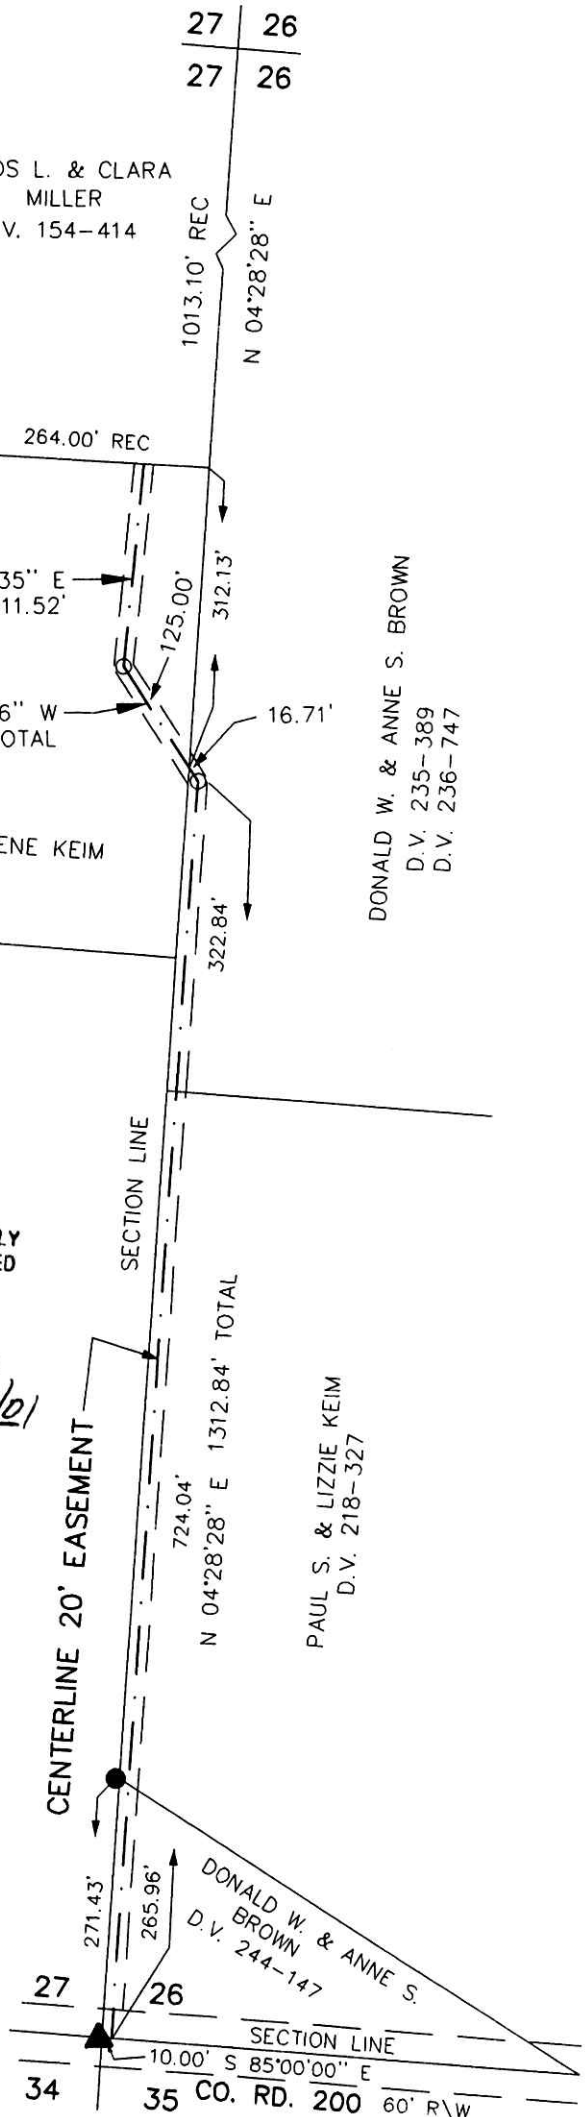 27 26
27 26
OS L. & CLARA
MILLER
V. 154-414
1013.10' REC
N 04°28'28" E
264.00' REC
35" E
11.52'
125.00'
312.13'
6" W
OTAL
16.71'
DONALD W. & ANNE S. BROWN
D.V. 235-389
D.V. 236-747
ENE KEIM
322.84'
SECTION LINE
ED
CENTERLINE 20' EASEMENT
724.04'
N 04°28'28" E 1312.84' TOTAL
PAUL S. & LIZZIE KEIM
D.V. 218-327
271.43'
265.96'
DONALD W. & ANNE S.
BROWN
D.V. 244-147
27 26
SECTION LINE
10.00' S 85°00'00" E
34 35 CO. RD. 200 60' R\W